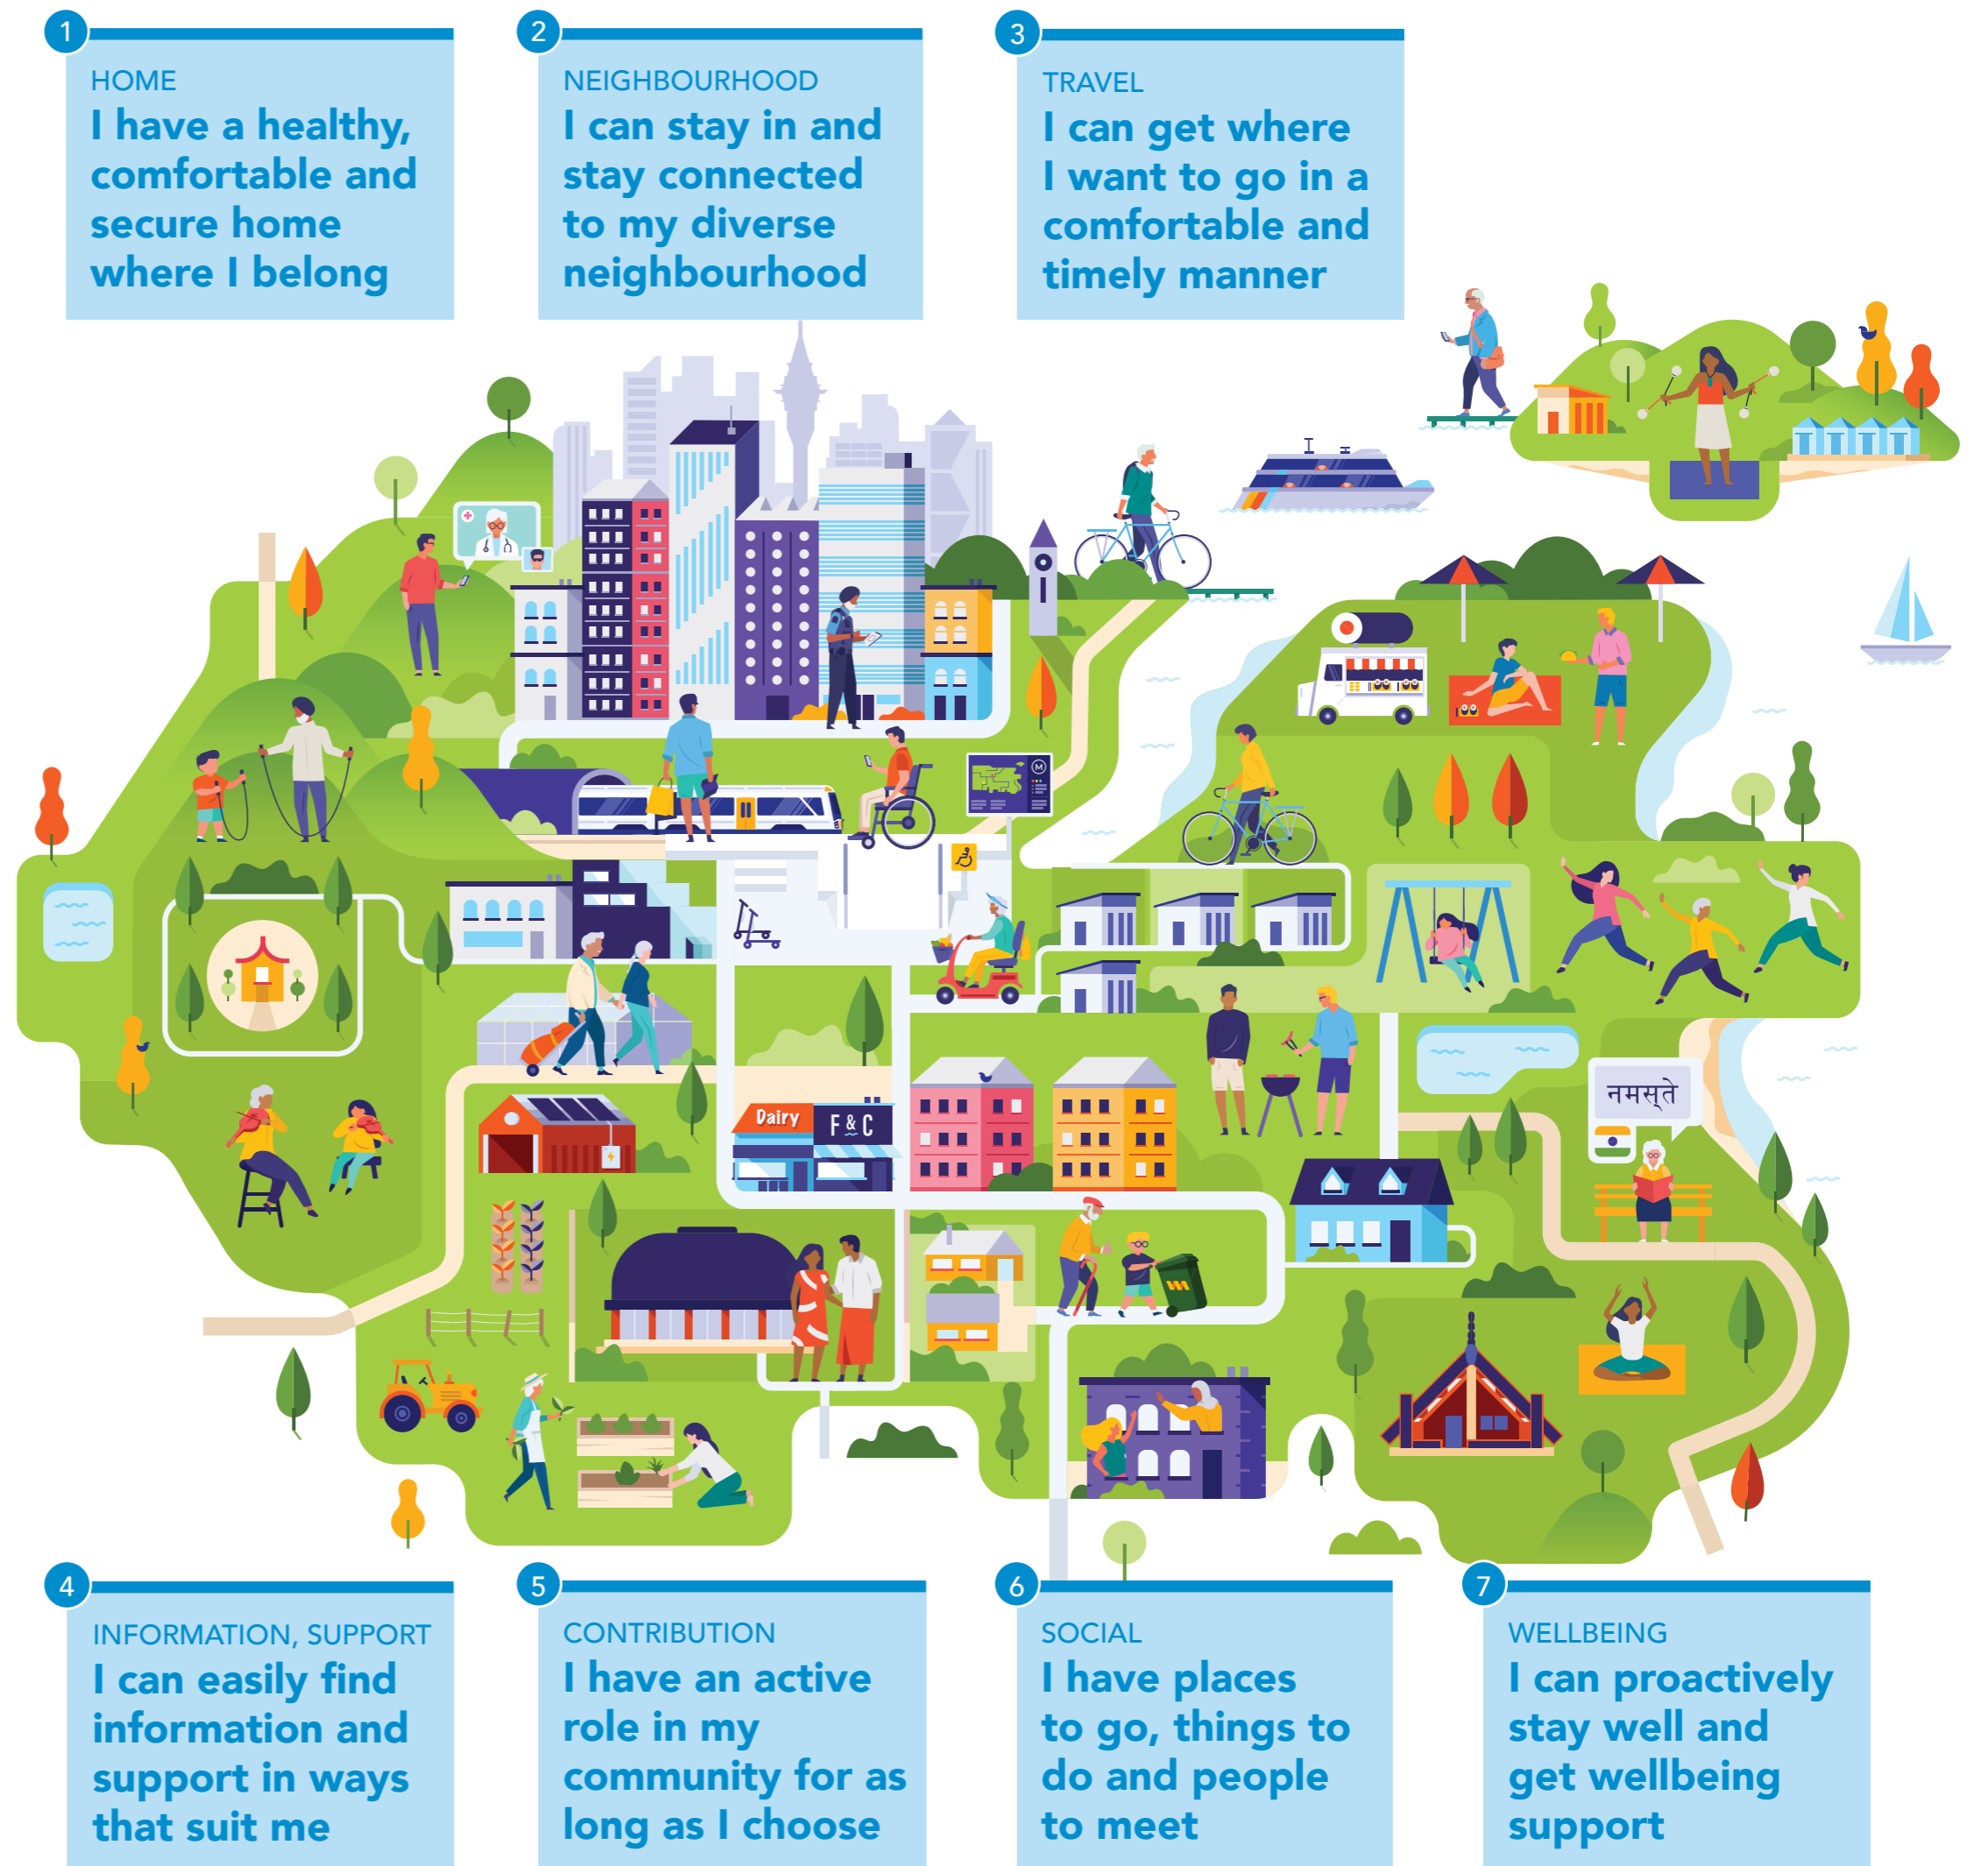 1
HOME
I have a healthy,
comfortable and
secure home
where I belong
2
NEIGHBOURHOOD
I can stay in and
stay connected
to my diverse
neighbourhood
3
TRAVEL
I can get where
I want to go in a
comfortable and
timely manner
M
Dairy
F & C
नमस्ते
4
INFORMATION, SUPPORT
I can easily find
information and
support in ways
that suit me
5
CONTRIBUTION
I have an active
role in my
community for as
long as I choose
6
SOCIAL
I have places
to go, things to
do and people
to meet
7
WELLBEING
I can proactively
stay well and
get wellbeing
support